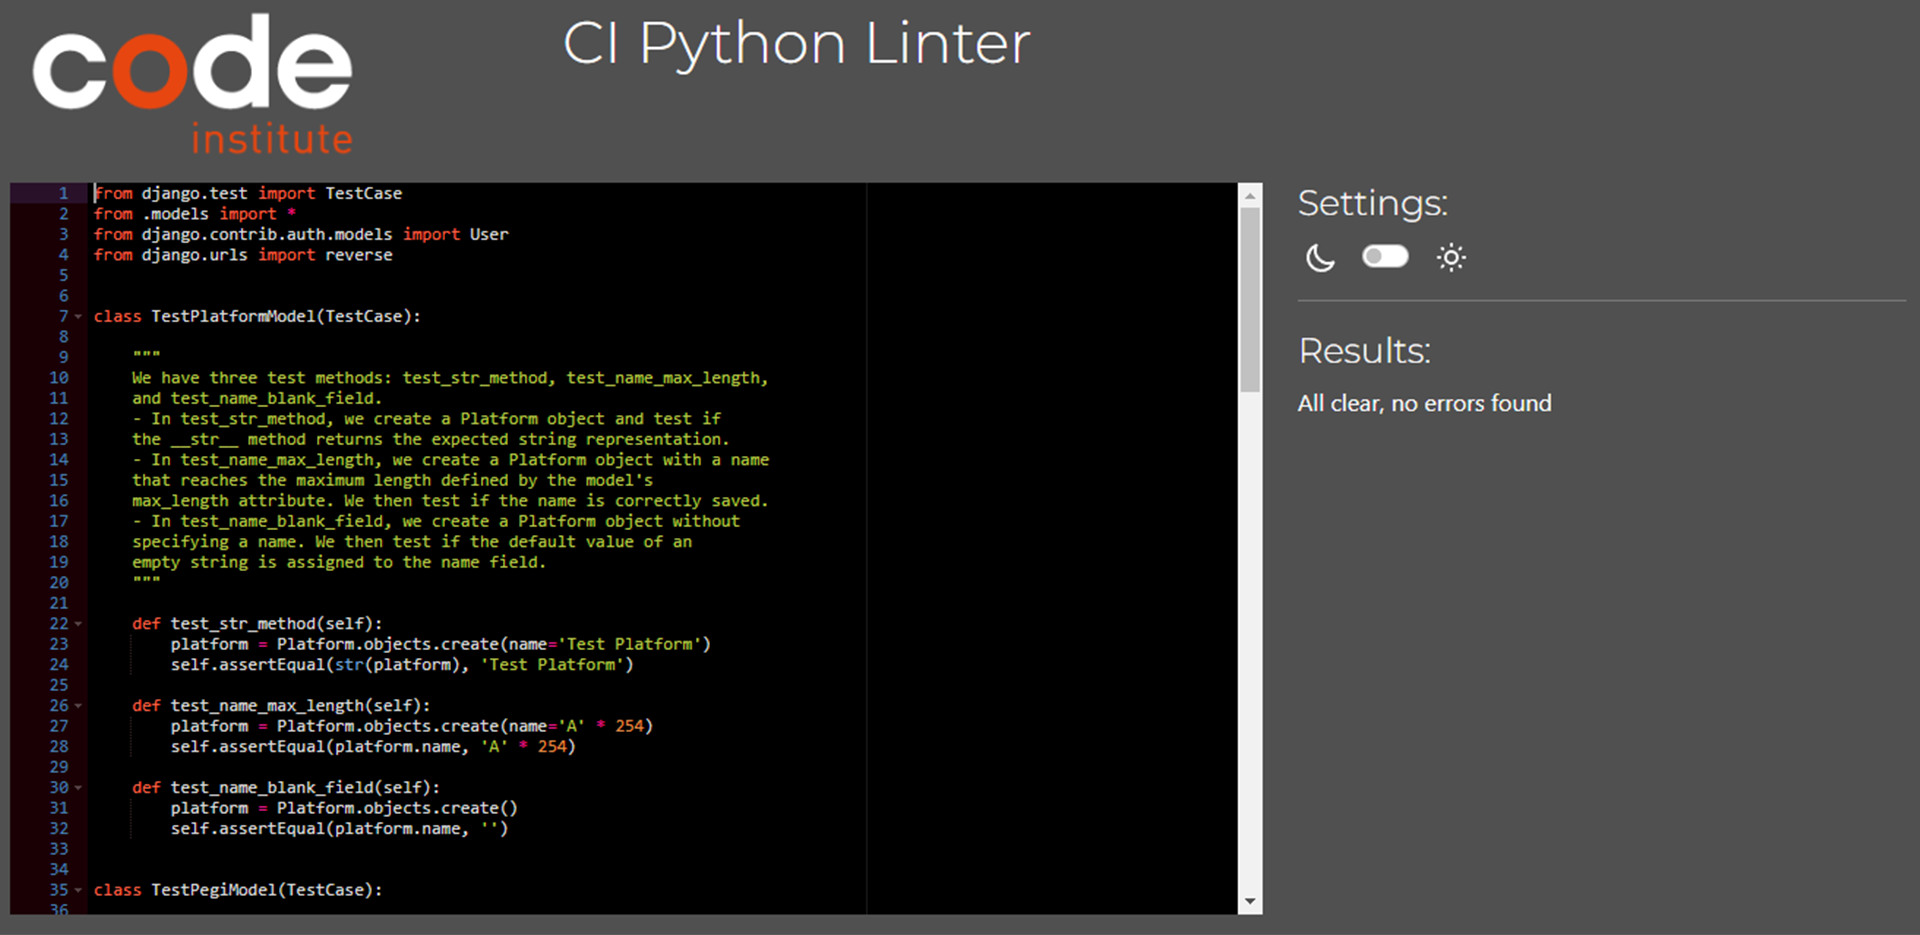 code
institute
CI Python Linter
1 from django.test import TestCase
2 from .models import *
3 from django.contrib.auth.models import User
4 from django.urls import reverse
5
6
7 class TestPlatformModel(TestCase):
8
9 """
10 We have three test methods: test_str_method, test_name_max_length,
11 and test_name_blank_field.
12 - In test_str_method, we create a Platform object and test if
13 the __str__ method returns the expected string representation.
14 - In test_name_max_length, we create a Platform object with a name
15 that reaches the maximum length defined by the model's
16 max_length attribute. We then test if the name is correctly saved.
17 - In test_name_blank_field, we create a Platform object without
18 specifying a name. We then test if the default value of an
19 empty string is assigned to the name field.
20 """
21
22 def test_str_method(self):
23 platform = Platform.objects.create(name='Test Platform')
24 self.assertEqual(str(platform), 'Test Platform')
25
26 def test_name_max_length(self):
27 platform = Platform.objects.create(name='A' * 254)
28 self.assertEqual(platform.name, 'A' * 254)
29
30 def test_name_blank_field(self):
31 platform = Platform.objects.create()
32 self.assertEqual(platform.name, '')
33
34
35 class TestPegiModel(TestCase):
36
Settings:
Results:
All clear, no errors found